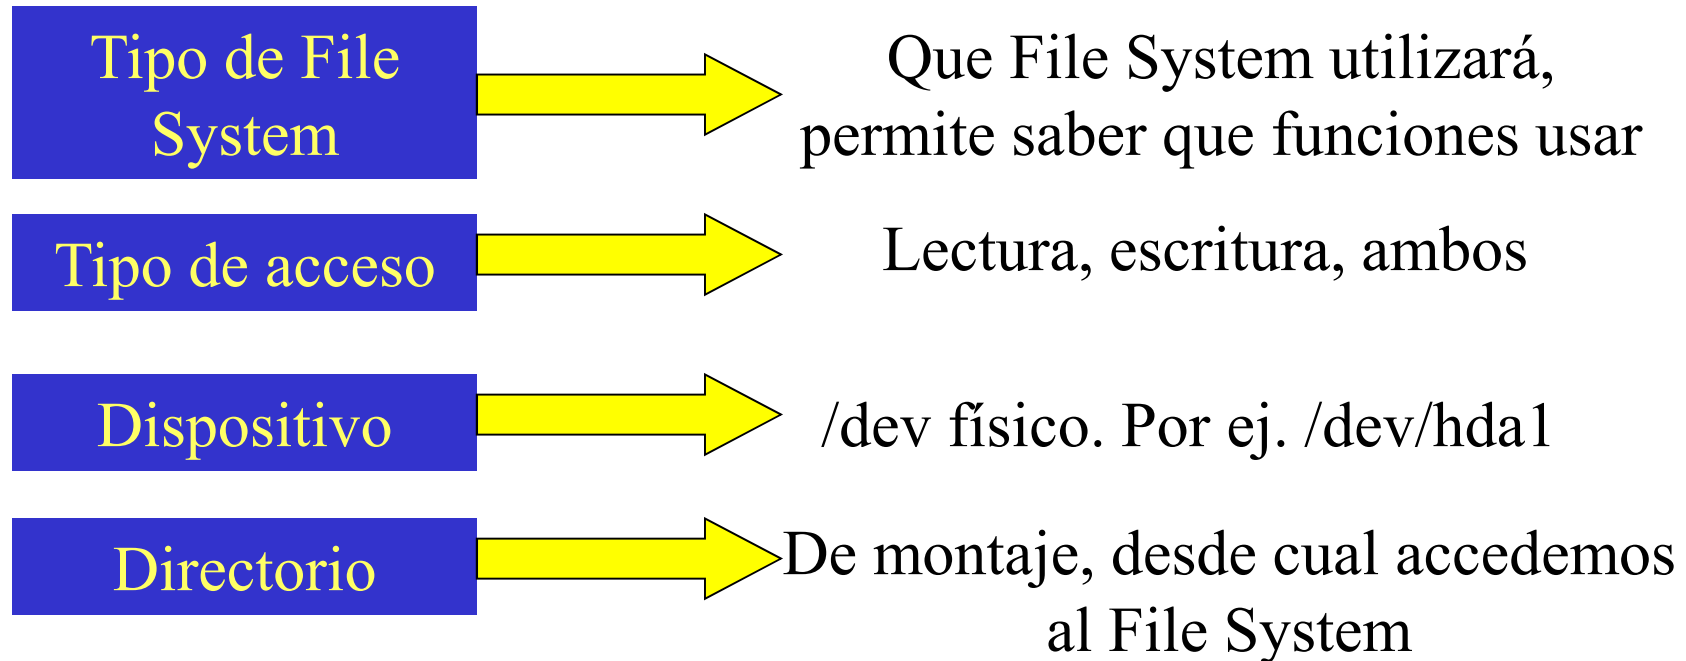 Tipo de File
System
Que File System utilizará,
permite saber que funciones usar
Tipo de acceso
Lectura, escritura, ambos
Dispositivo
/dev físico. Por ej. /dev/hda1
Directorio
De montaje, desde cual accedemos
al File System